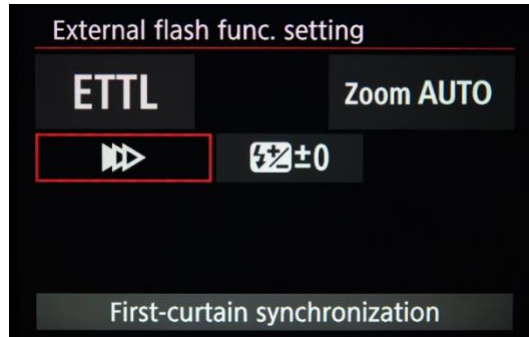 External flash func. setting
ETTL Zoom AUTO
±0
First-curtain synchronization